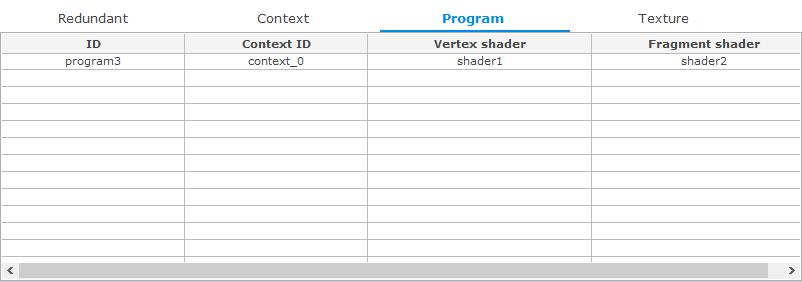 Redundant Context Program Texture
ID Context ID Vertex shader Fragment shader
program3 context_0 shader1 shader2